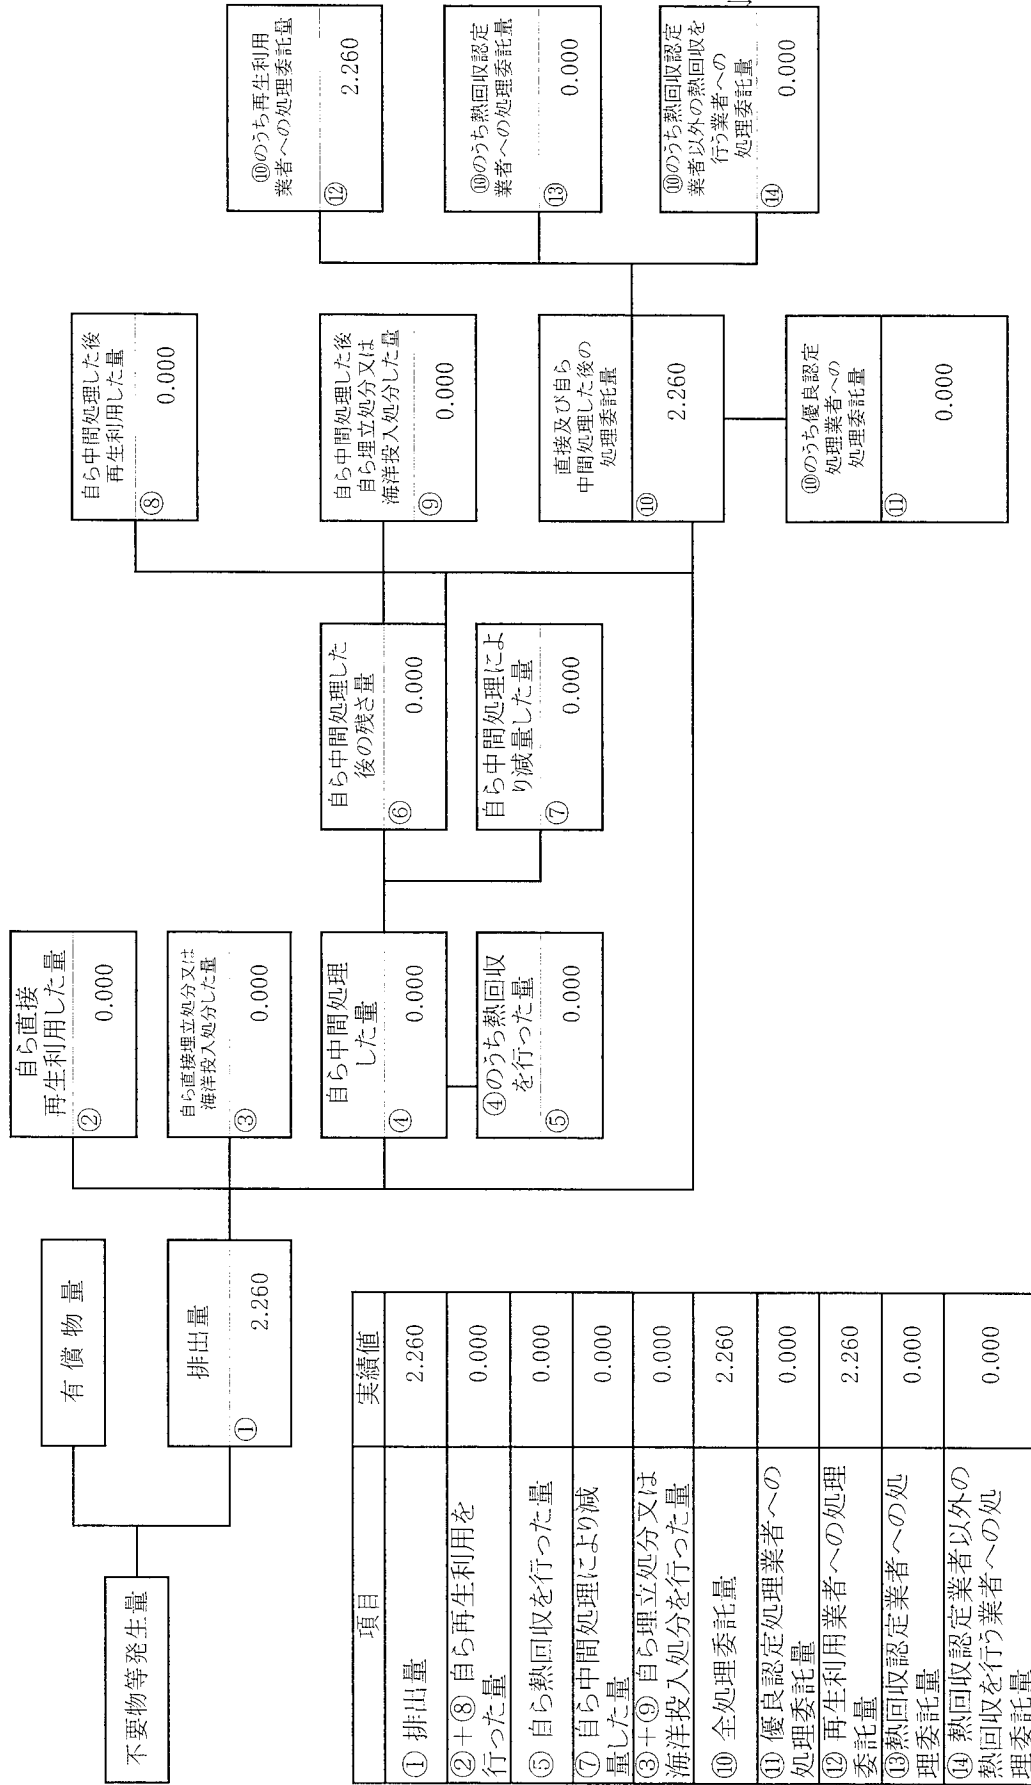 不要物等発生量
有 償 物 量
排出量
①
2.260
自ら直接
再生利用した量
②
0.000
自ら直接埋立処分又は
海洋投入処分した量
③
0.000
自ら中間処理
した量
④
0.000
④のうち熱回収
を行った量
⑤
0.000
自ら中間処理した
後の残さ量
⑥
0.000
自ら中間処理によ
り減量した量
⑦
0.000
自ら中間処理した後
再生利用した量
⑧
0.000
自ら中間処理した後
自ら埋立処分又は
海洋投入処分した量
⑨
0.000
直接及び自ら
中間処理した後の
処理委託量
⑩
2.260
⑩のうち優良認定
処理業者への
処理委託量
⑪
0.000
⑩のうち再生利用
業者への処理委託量
⑫
2.260
⑩のうち熱回収認定
業者への処理委託量
⑬
0.000
⑩のうち熱回収認定
業者以外の熱回収を
行う業者への
処理委託量
⑭
0.000
項目 実績値
① 排出量 2.260
②+⑧ 自ら再生利用を
行った量 0.000
⑤ 自ら熱回収を行った量 0.000
⑦ 自ら中間処理により減
量した量 0.000
③+⑨ 自ら埋立処分又は
海洋投入処分を行った量 0.000
⑩ 全処理委託量 2.260
⑪ 優良認定処理業者への
処理委託量 0.000
⑫ 再生利用業者への処理
委託量 2.260
⑬熱回収認定業者への処
理委託量 0.000
⑭ 熱回収認定業者以外の
熱回収を行う業者への処
理委託量 0.000